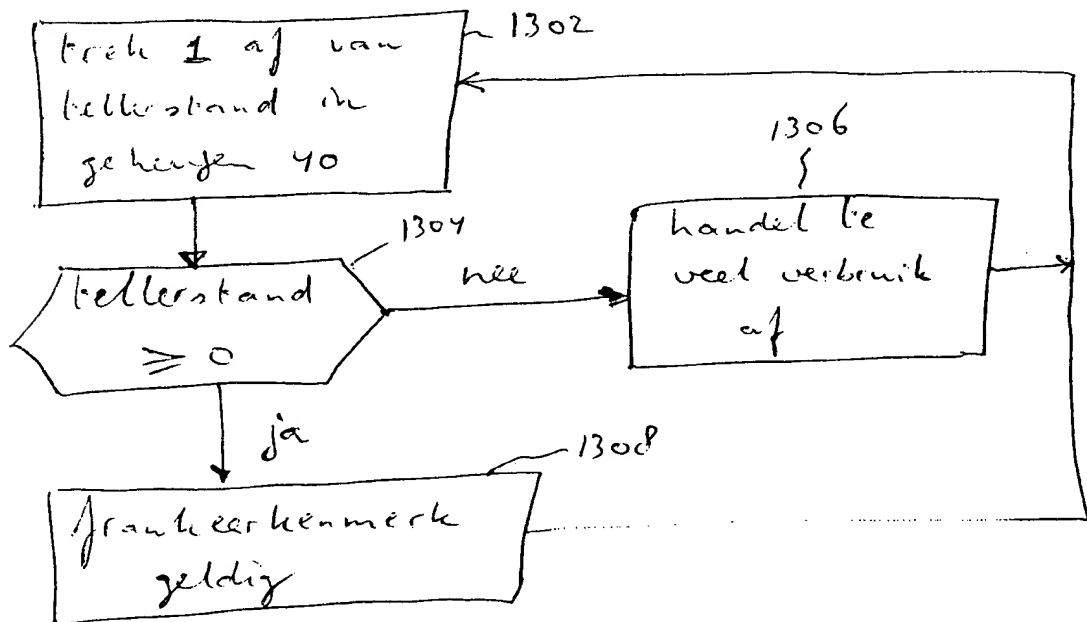 1302
trek 1 af van
tellerstand in
geheugen 40
1304
tellerstand
≥ 0
nee
1306
handel te
veel verbruik
af
ja
1308
frankeerkenmerk
geldig